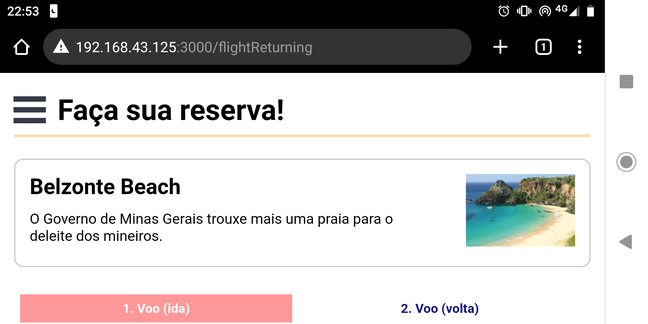 22:53
4G
192.168.43.125:3000/flightReturning
1
Faça sua reserva!
Belzonte Beach
O Governo de Minas Gerais trouxe mais uma praia para o
deleite dos mineiros.
1. Voo (ida)
2. Voo (volta)